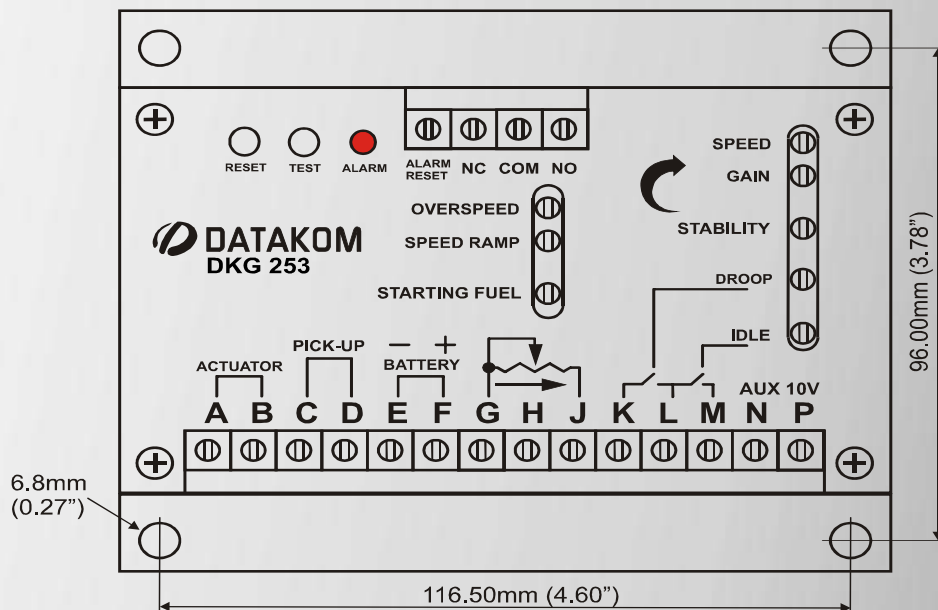 RESET TEST ALARM
ALARM RESET NC COM NO
OVERSPEED
SPEED RAMP
STARTING FUEL
SPEED
GAIN
STABILITY
DROOP
IDLE
DATAKOM
DKG 253
ACTUATOR
PICK-UP
− +
BATTERY
AUX 10V
A B C D E F G H J K L M N P
6.8mm
(0.27”)
96.00mm (3.78”)
116.50mm (4.60”)